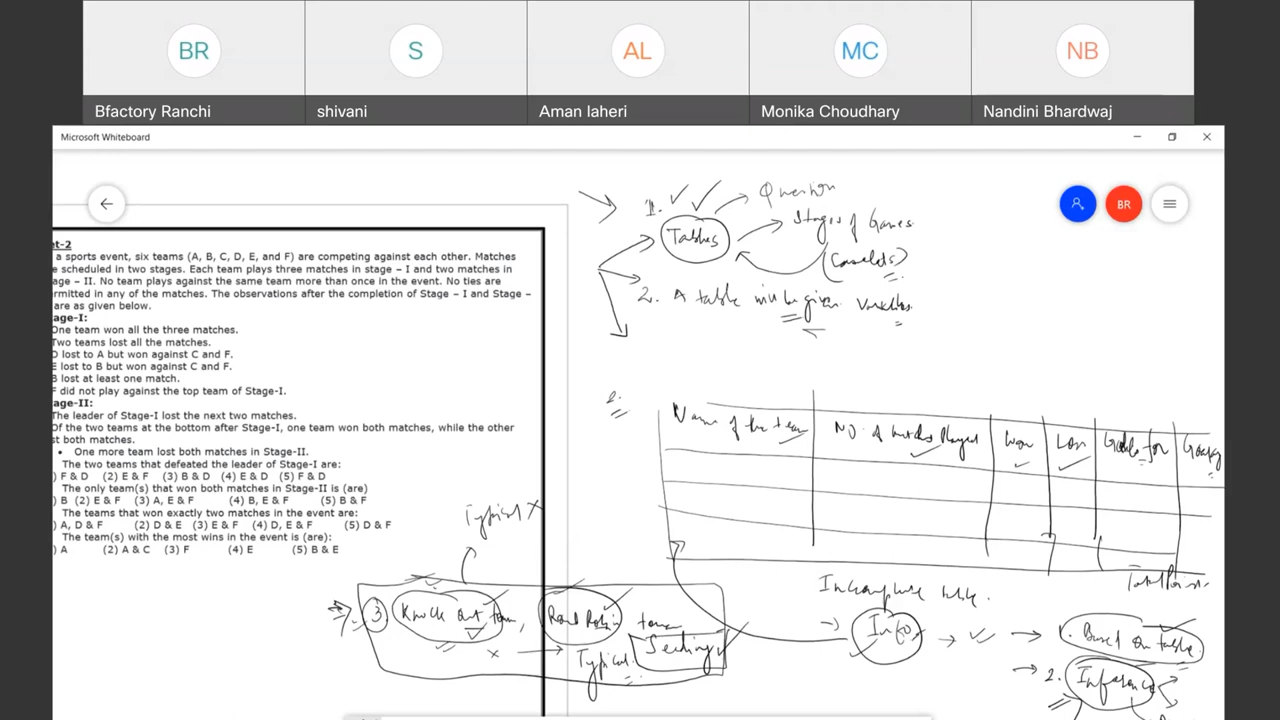 BR
S
AL
MC
NB
Bfactory Ranchi
shivani
Aman laheri
Monika Choudhary
Nandini Bhardwaj
Microsoft Whiteboard
BR
et-2
a sports event, six teams (A, B, C, D, E, and F) are competing against each other. Matches
e scheduled in two stages. Each team plays three matches in stage – I and two matches in
age – II. No team plays against the same team more than once in the event. No ties are
ermitted in any of the matches. The observations after the completion of Stage – I and Stage –
are as given below.
age-I:
One team won all the three matches.
Two teams lost all the matches.
D lost to A but won against C and F.
E lost to B but won against C and F.
B lost at least one match.
F did not play against the top team of Stage-I.
age-II:
The leader of Stage-I lost the next two matches.
Of the two teams at the bottom after Stage-I, one team won both matches, while the other
st both matches.
• One more team lost both matches in Stage-II.
The two teams that defeated the leader of Stage-I are:
) F & D (2) E & F (3) B & D (4) E & D (5) F & D
The only team(s) that won both matches in Stage-II is (are)
) B (2) E & F (3) A, E & F (4) B, E & F (5) B & F
The teams that won exactly two matches in the event are:
) A, D & F (2) D & E (3) E & F (4) D, E & F (5) D & F
The team(s) with the most wins in the event is (are):
) A (2) A & C (3) F (4) E (5) B & E
1.
Question
Tables
Stages of Games
(Caselets)
2. A table will be given Variables
2.
Name of the team
No. of matches played
Won
Loss
Goals for
Total Points
Typical X
3 Knock out tour, Round Robin tour
Typical Seeding
Incomplete table.
Info
1. Based on table
2. Inference